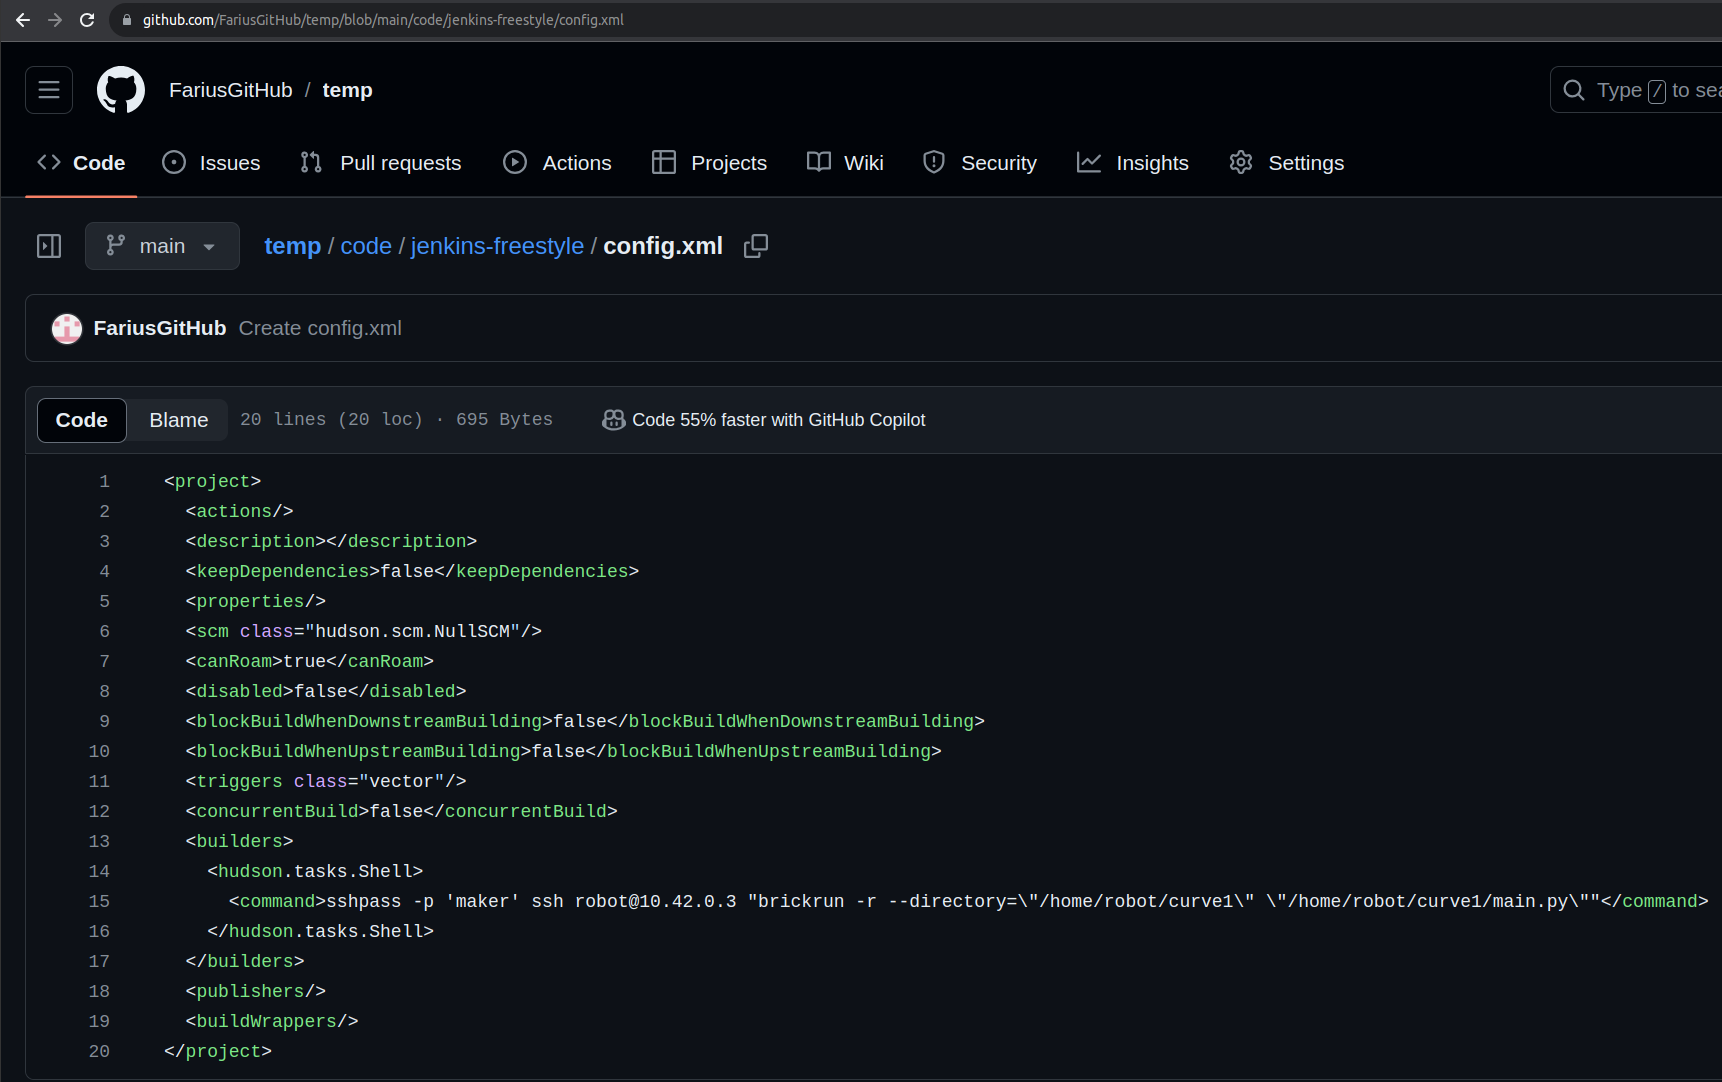 github.com/FariusGitHub/temp/blob/main/code/jenkins-freestyle/config.xml
FariusGitHub / temp
Type / to sea
Code Issues Pull requests Actions Projects Wiki Security Insights Settings
main temp / code / jenkins-freestyle / config.xml
FariusGitHub Create config.xml
Code Blame 20 lines (20 loc) · 695 Bytes Code 55% faster with GitHub Copilot
1 <project>
2 <actions/>
3 <description></description>
4 <keepDependencies>false</keepDependencies>
5 <properties/>
6 <scm class="hudson.scm.NullSCM"/>
7 <canRoam>true</canRoam>
8 <disabled>false</disabled>
9 <blockBuildWhenDownstreamBuilding>false</blockBuildWhenDownstreamBuilding>
10 <blockBuildWhenUpstreamBuilding>false</blockBuildWhenUpstreamBuilding>
11 <triggers class="vector"/>
12 <concurrentBuild>false</concurrentBuild>
13 <builders>
14 <hudson.tasks.Shell>
15 <command>sshpass -p 'maker' ssh robot@10.42.0.3 "brickrun -r --directory=\"/home/robot/curve1\" \"/home/robot/curve1/main.py\""</command>
16 </hudson.tasks.Shell>
17 </builders>
18 <publishers/>
19 <buildWrappers/>
20 </project>